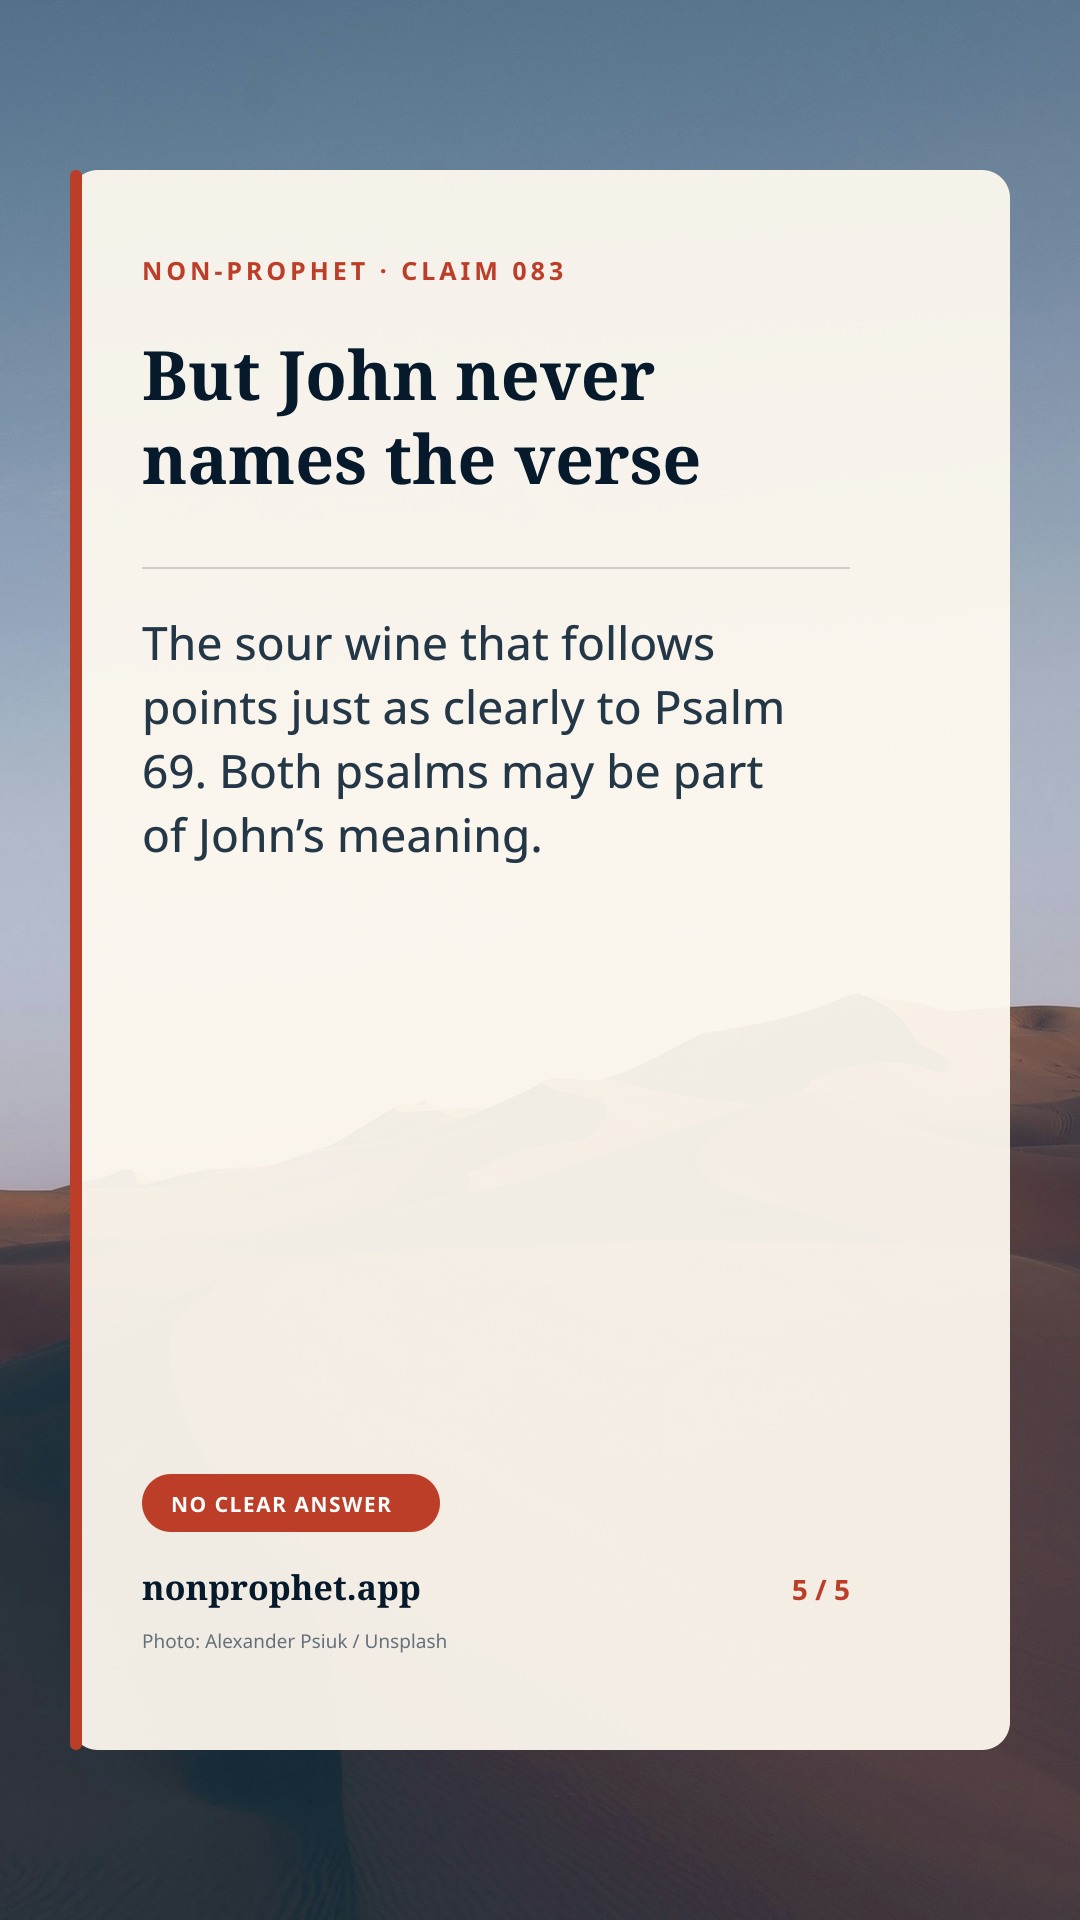 NON-PROPHET · CLAIM 083
But John never
names the verse
The sour wine that follows
points just as clearly to Psalm
69. Both psalms may be part
of John’s meaning.
NO CLEAR ANSWER
nonprophet.app
5 / 5
Photo: Alexander Psiuk / Unsplash